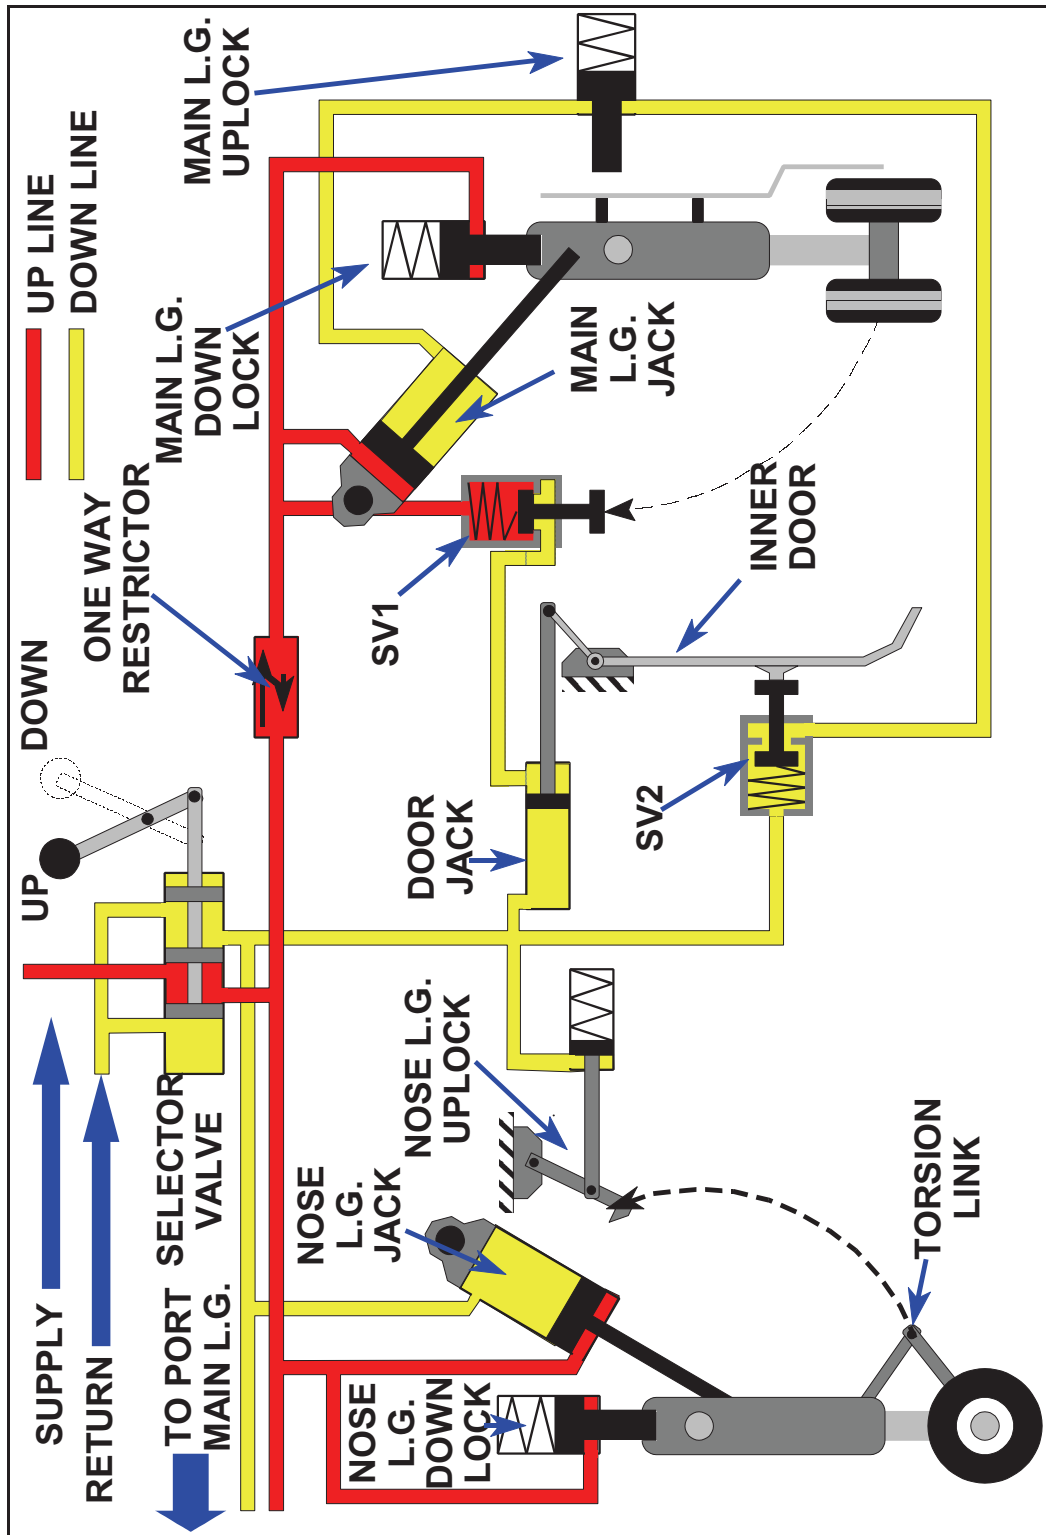 SUPPLY
RETURN
TO PORT
MAIN L.G.
SELECTOR
VALVE
UP
DOWN
UP LINE
DOWN LINE
ONE WAY
RESTRICTOR
MAIN L.G.
UPLOCK
MAIN L.G.
DOWN
LOCK
MAIN
L.G.
JACK
SV1
INNER
DOOR
DOOR
JACK
SV2
NOSE L.G.
UPLOCK
NOSE
L.G.
JACK
NOSE
L.G.
DOWN
LOCK
TORSION
LINK